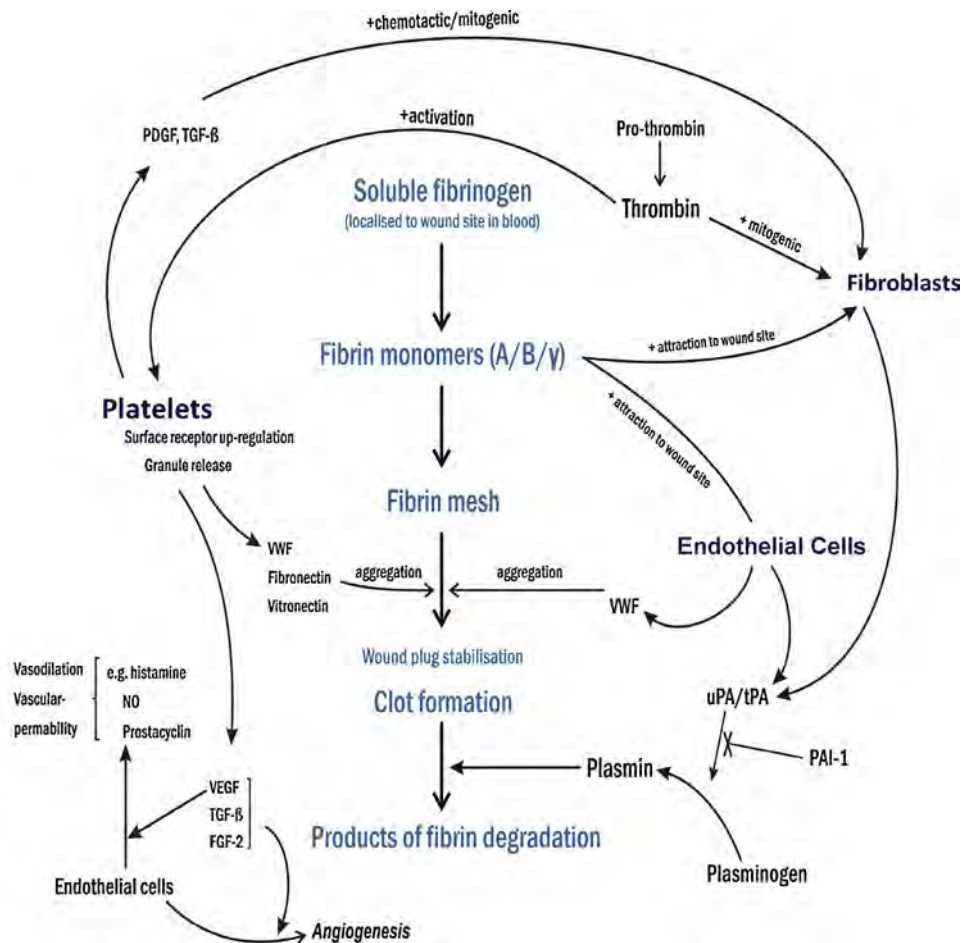 +chemotactic/mitogenic
PDGF, TGF-ß
+activation
Pro-thrombin
Soluble fibrinogen
(localised to wound site in blood)
Thrombin
+ mitogenic
Fibroblasts
Fibrin monomers (A/B/γ)
+ attraction to wound site
+ attraction to wound site
Platelets
Surface receptor up-regulation
Granule release
Fibrin mesh
Endothelial Cells
VWF
Fibronectin
Vitronectin
aggregation
aggregation
VWF
Wound plug stabilisation
Clot formation
Vasodilation
Vascular-
permability
e.g. histamine
NO
Prostacyclin
uPA/tPA
PAI-1
Plasmin
VEGF
TGF-ß
FGF-2
Products of fibrin degradation
Plasminogen
Endothelial cells
Angiogenesis